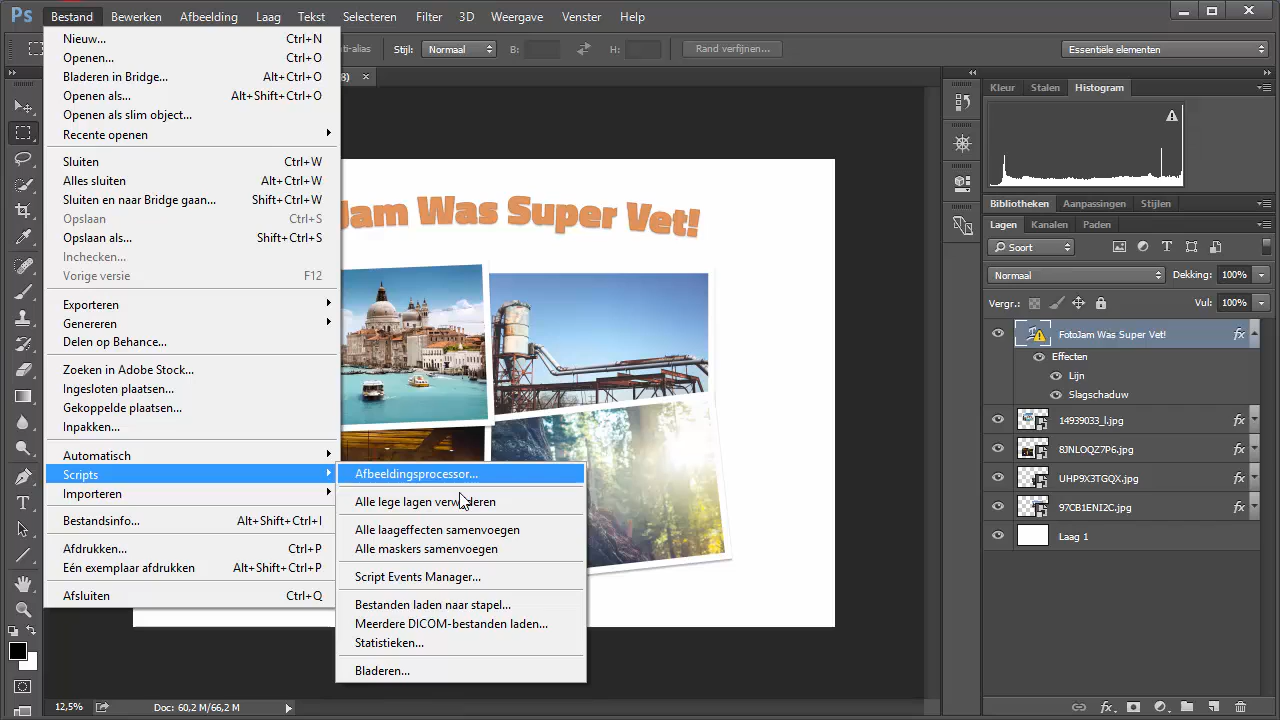 Ps
Bestand
Bewerken
Afbeelding
Laag
Tekst
Selecteren
Filter
3D
Weergave
Venster
Help
Anti-alias
Stijl:
Normaal
B:
H:
Rand verfijnen...
Essentiële elementen
8)
Nieuw... Ctrl+N
Openen... Ctrl+O
Bladeren in Bridge... Alt+Ctrl+O
Openen als... Alt+Shift+Ctrl+O
Openen als slim object...
Recente openen
Sluiten Ctrl+W
Alles sluiten Alt+Ctrl+W
Sluiten en naar Bridge gaan... Shift+Ctrl+W
Opslaan Ctrl+S
Opslaan als... Shift+Ctrl+S
Inchecken...
Vorige versie F12
Exporteren
Genereren
Delen op Behance...
Zoeken in Adobe Stock...
Ingesloten plaatsen...
Gekoppelde plaatsen...
Inpakken...
Automatisch
Scripts
Importeren
Bestandsinfo... Alt+Shift+Ctrl+I
Afdrukken... Ctrl+P
Eén exemplaar afdrukken Alt+Shift+Ctrl+P
Afsluiten Ctrl+Q
Afbeeldingsprocessor...
Alle lege lagen verwijderen
Alle laageffecten samenvoegen
Alle maskers samenvoegen
Script Events Manager...
Bestanden laden naar stapel...
Meerdere DICOM-bestanden laden...
Statistieken...
Bladeren...
Jam Was Super Vet!
Kleur
Stalen
Histogram
Bibliotheken
Aanpassingen
Stijlen
Lagen
Kanalen
Paden
Soort
Normaal
Dekking: 100%
Vergr.:
Vul: 100%
FotoJam Was Super Vet! fx
Effecten
Lijn
Slagschaduw
14939033_l.jpg fx
8JNLOQZ7P6.jpg fx
UHP9X3TGQX.jpg fx
97CB1ENI2C.jpg fx
Laag 1
12,5%
Doc: 60,2 M/66,2 M
fx